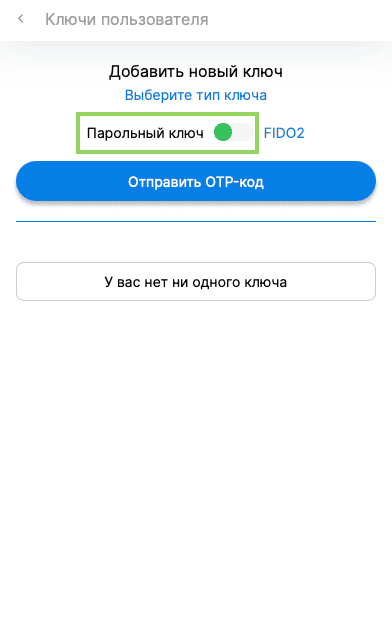 Ключи пользователя
Добавить новый ключ
Выберите тип ключа
Парольный ключ FIDO2
Отправить OTP-код
У вас нет ни одного ключа